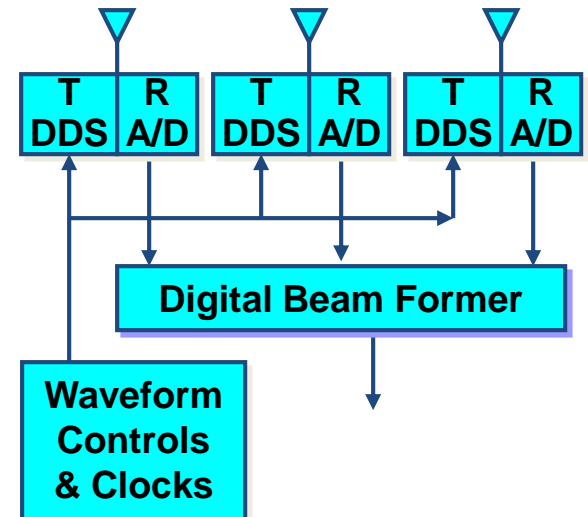 T R T R T R
DDS A/D DDS A/D DDS A/D
Digital Beam Former
Waveform
Controls
& Clocks